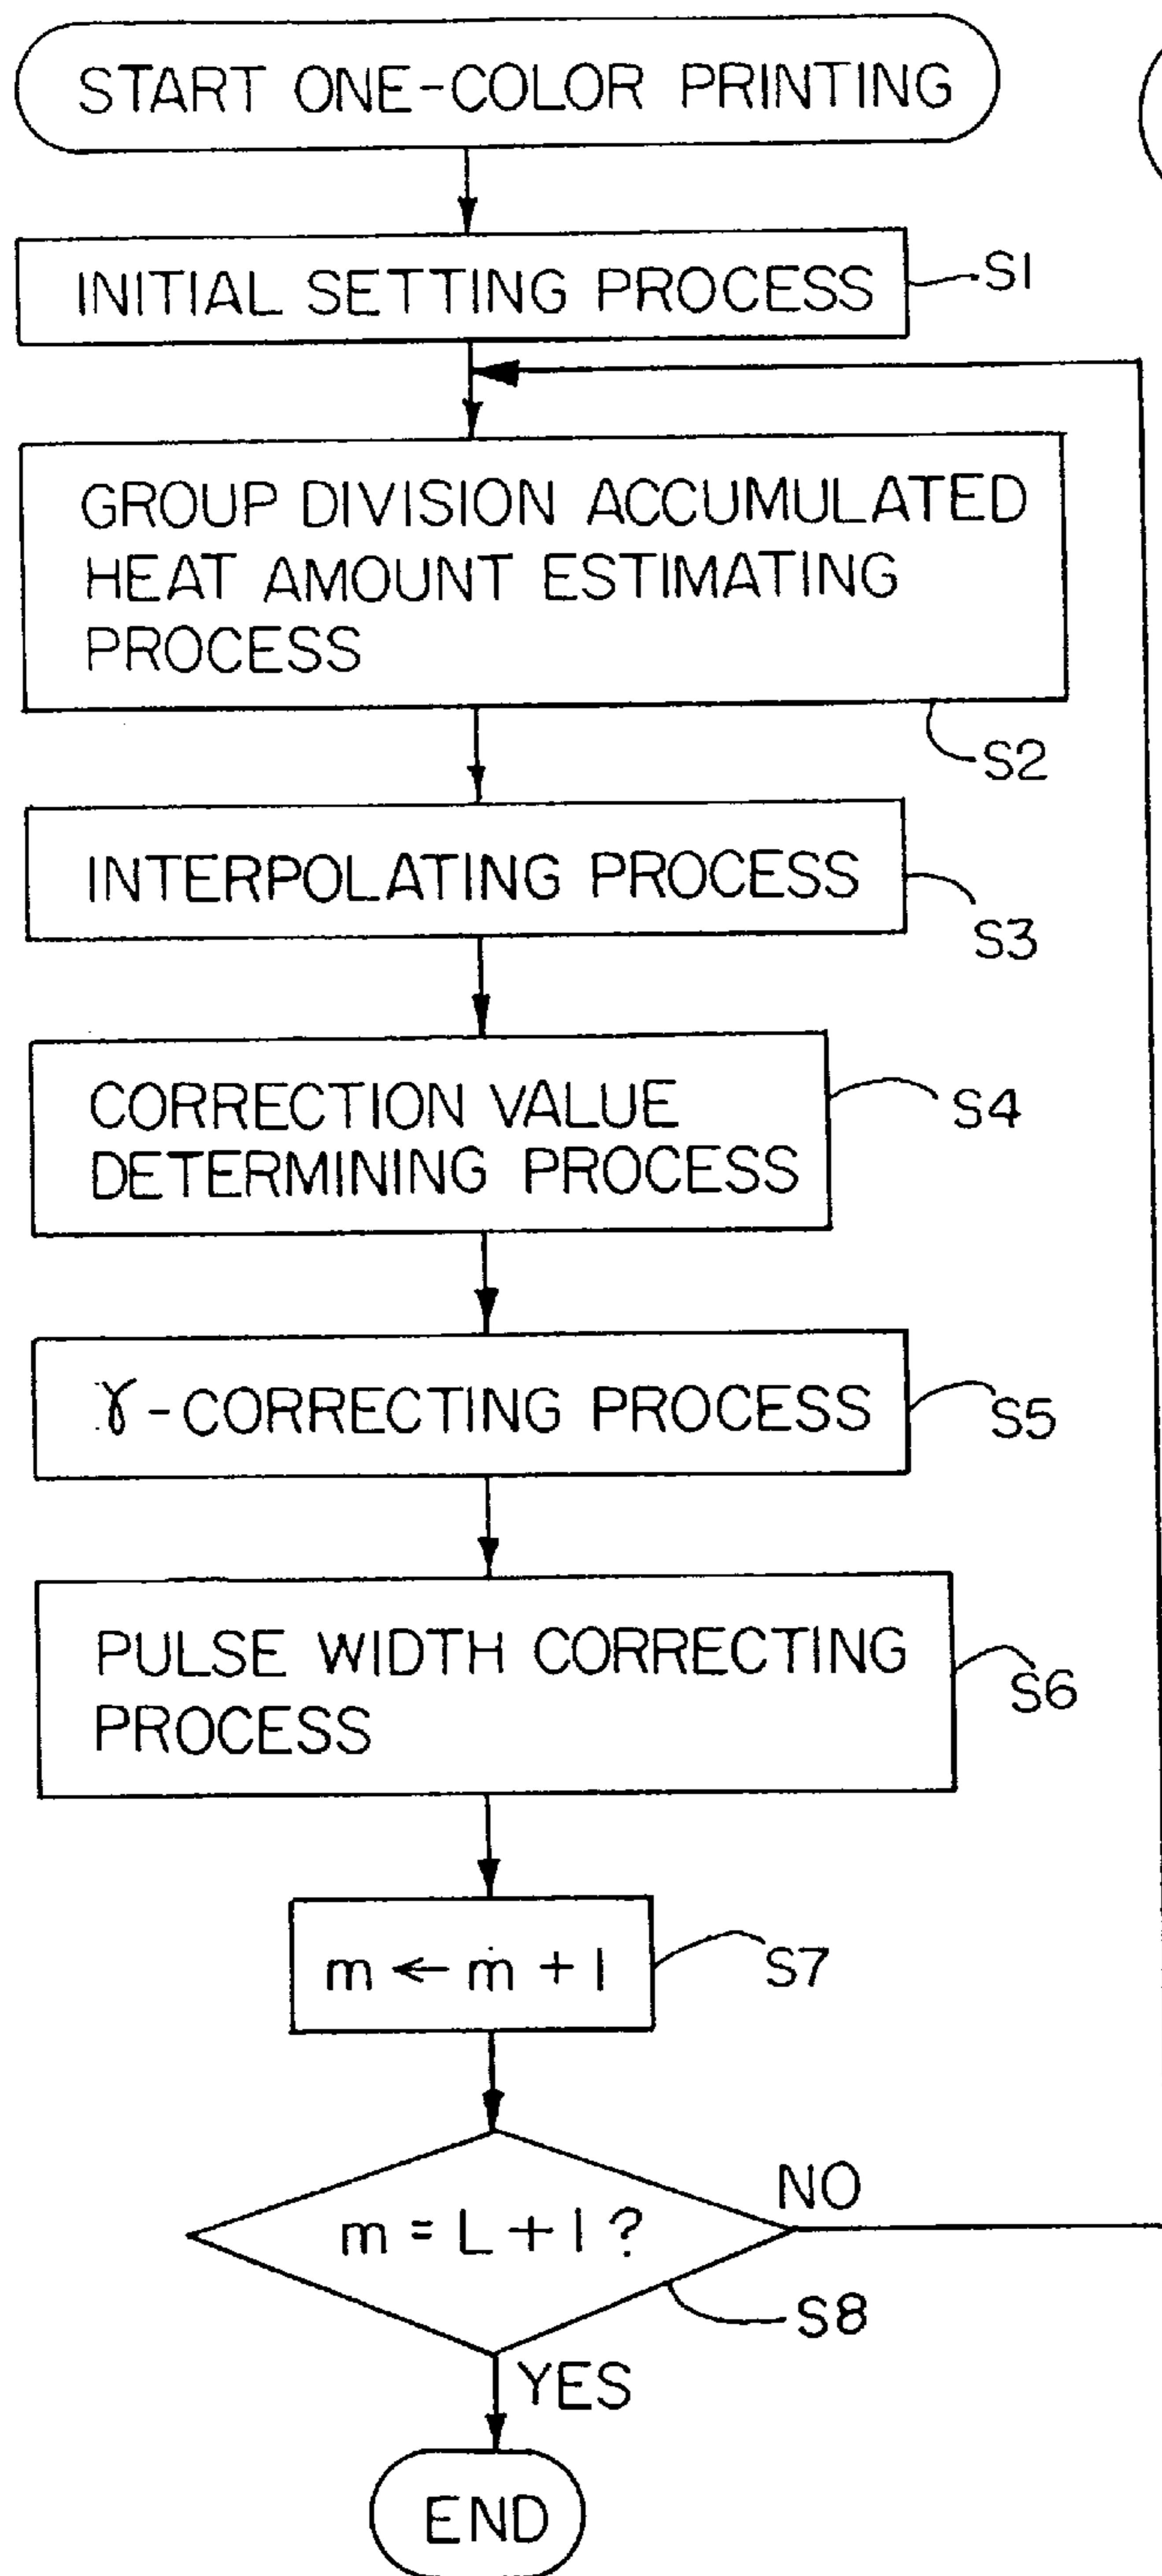 START ONE-COLOR PRINTING
INITIAL SETTING PROCESS
S1
GROUP DIVISION ACCUMULATED
HEAT AMOUNT ESTIMATING
PROCESS
S2
INTERPOLATING PROCESS
S3
CORRECTION VALUE
DETERMINING PROCESS
S4
γ-CORRECTING PROCESS
S5
PULSE WIDTH CORRECTING
PROCESS
S6
m ← m + 1
S7
m = L + 1 ?
NO
S8
YES
END